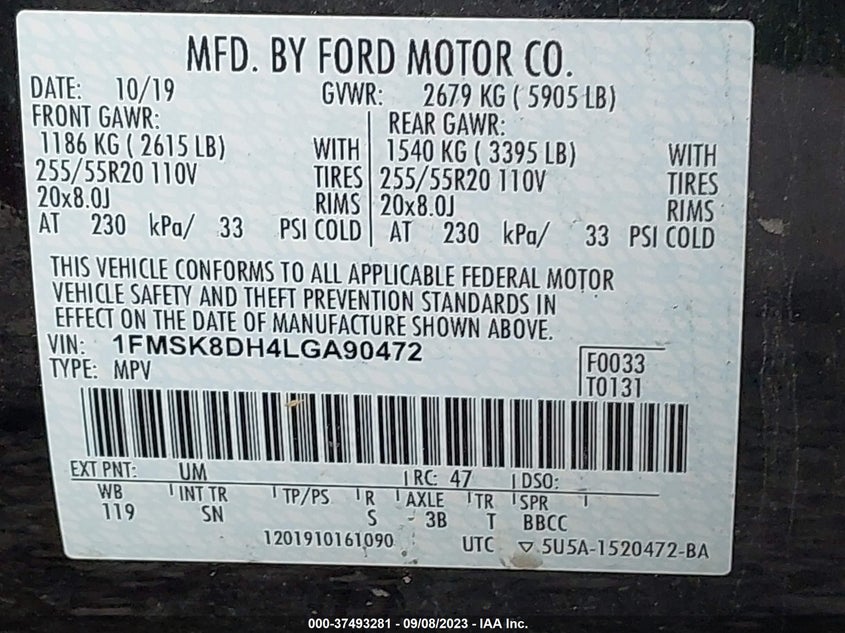 MFD. BY FORD MOTOR CO.
DATE: 10/19 GVWR: 2679 KG ( 5905 LB)
FRONT GAWR: REAR GAWR:
1186 KG ( 2615 LB) WITH 1540 KG ( 3395 LB) WITH
255/55R20 110V TIRES 255/55R20 110V TIRES
20x8.0J RIMS 20x8.0J RIMS
AT 230 kPa/ 33 PSI COLD AT 230 kPa/ 33 PSI COLD
THIS VEHICLE CONFORMS TO ALL APPLICABLE FEDERAL MOTOR
VEHICLE SAFETY AND THEFT PREVENTION STANDARDS IN
EFFECT ON THE DATE OF MANUFACTURE SHOWN ABOVE.
VIN: 1FMSK8DH4LGA90472
TYPE: MPV
F0033
T0131
EXT PNT: UM RC: 47 DSO:
WB INT TR TP/PS R AXLE TR SPR
119 SN S 3B T BBCC
1201910161090 UTC ▽ 5U5A-1520472-BA
000-37493281 - 09/08/2023 - IAA Inc.